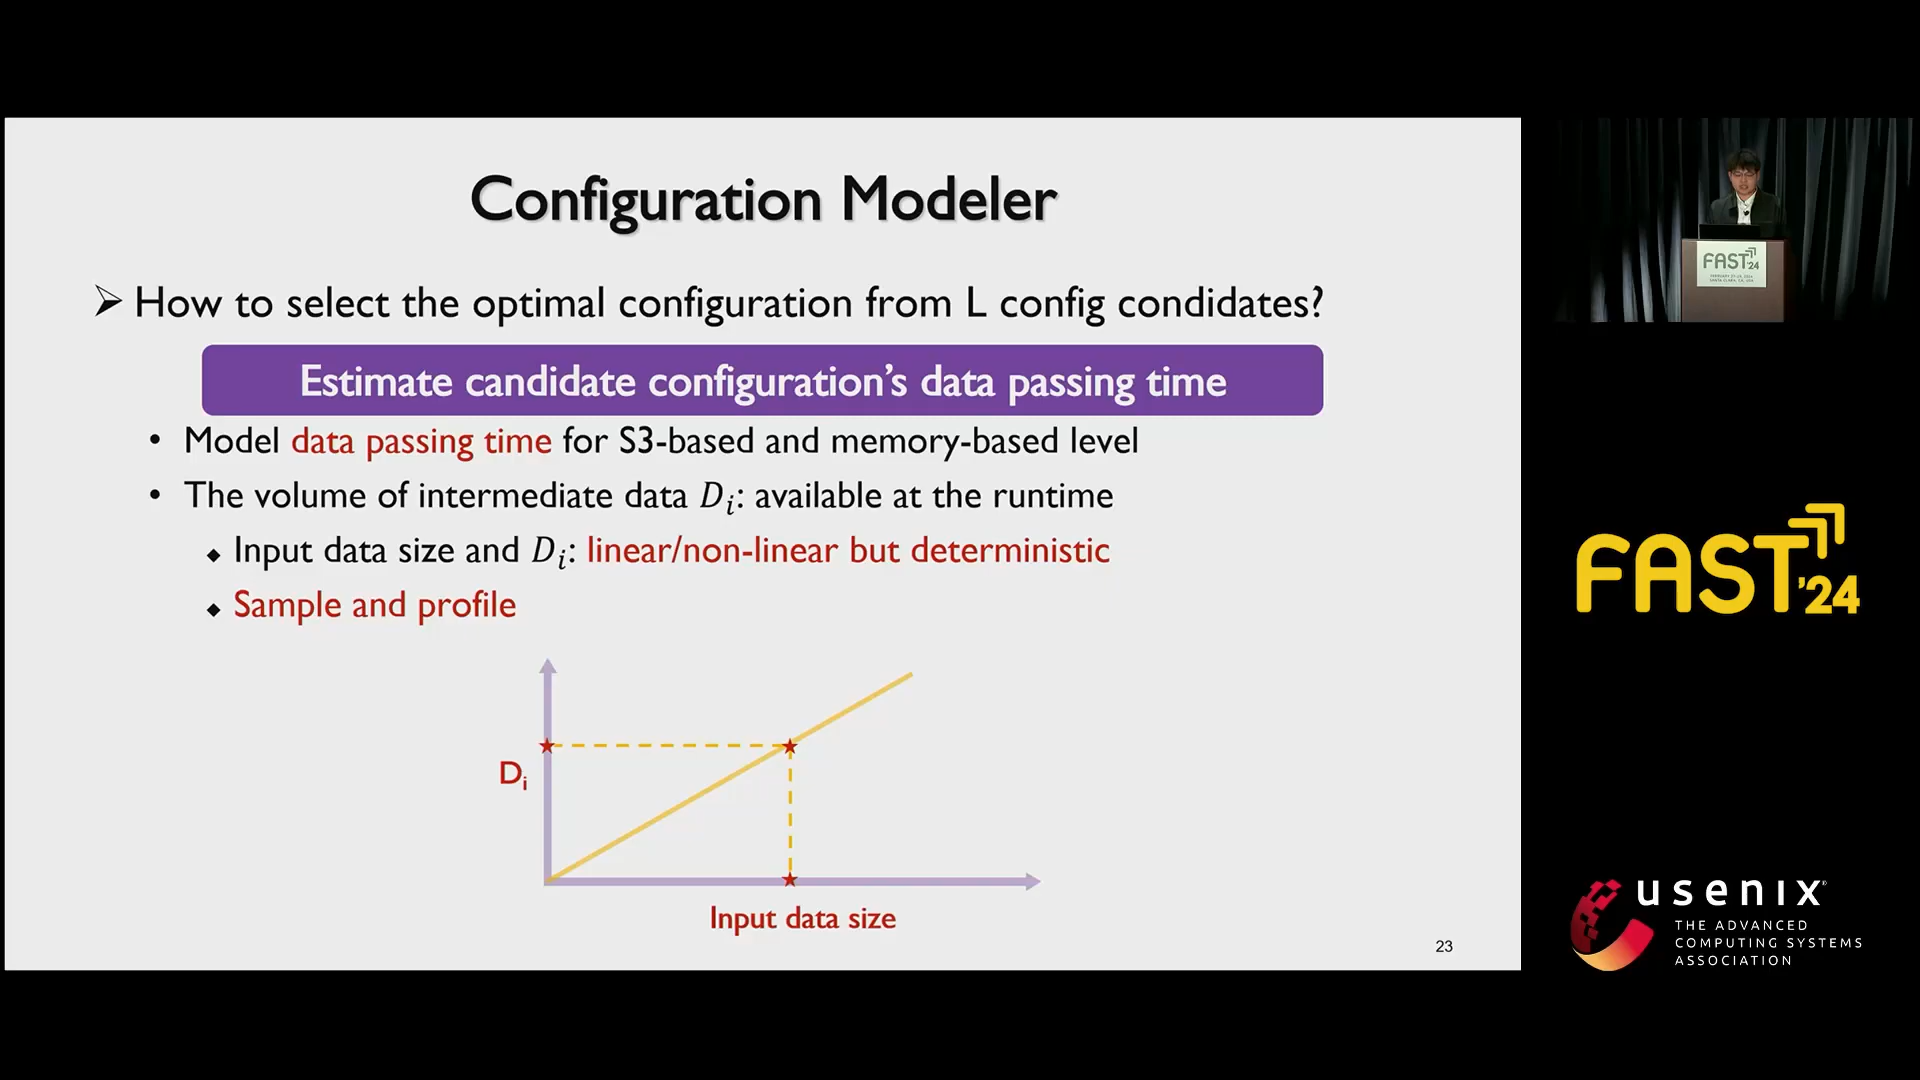 Configuration Modeler
➢ How to select the optimal configuration from L config condidates?
Estimate candidate configuration's data passing time
• Model data passing time for S3-based and memory-based level
• The volume of intermediate data Dᵢ: available at the runtime
◆ Input data size and Dᵢ: linear/non-linear but deterministic
◆ Sample and profile
Dᵢ
Input data size
23
FAST '24
FAST '24
usenix
THE ADVANCED
COMPUTING SYSTEMS
ASSOCIATION